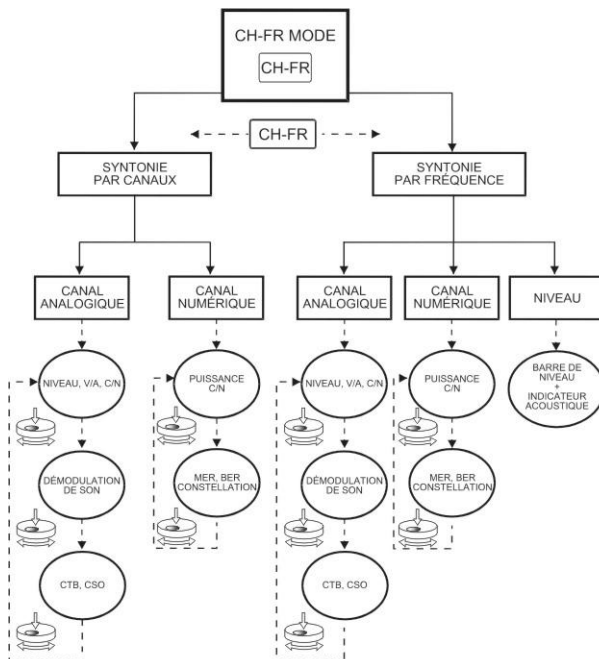 CH-FR MODE
CH-FR
CH-FR
SYNTONIE
PAR CANAUX
SYNTONIE
PAR FRÉQUENCE
CANAL
ANALOGIQUE
CANAL
NUMÉRIQUE
CANAL
ANALOGIQUE
CANAL
NUMÉRIQUE
NIVEAU
NIVEAU, V/A, C/N
PUISSANCE
C/N
NIVEAU, V/A, C/N
PUISSANCE
C/N
BARRE DE
NIVEAU
+
INDICATEUR
ACOUSTIQUE
DÉMODULATION
DE SON
MER, BER
CONSTELLATION
DÉMODULATION
DE SON
MER, BER
CONSTELLATION
CTB, CSO
CTB, CSO